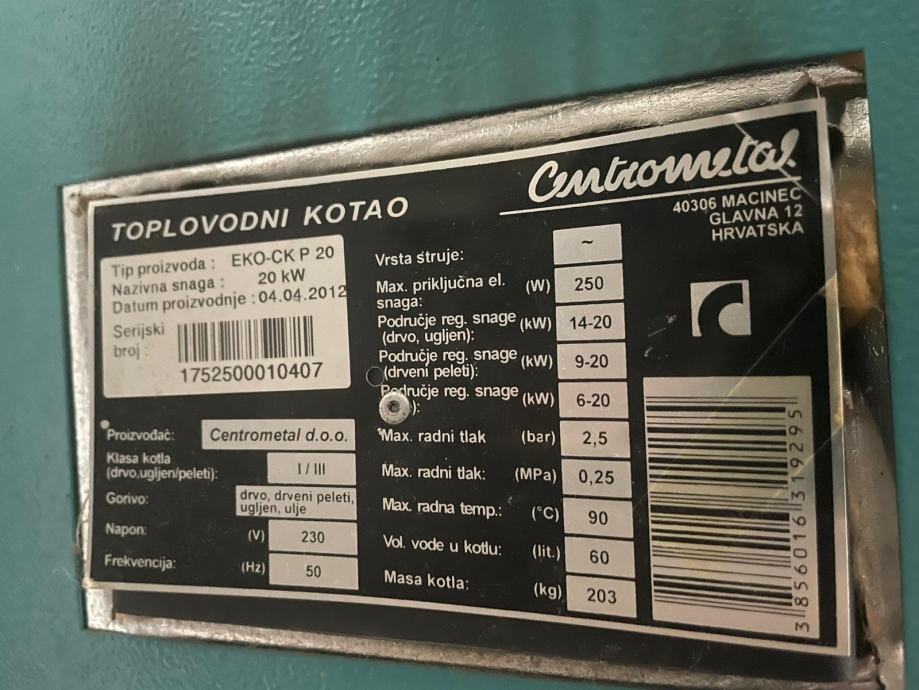 Centrometal
40306 MACINEC
GLAVNA 12
HRVATSKA
TOPLOVODNI KOTAO
Tip proizvoda : EKO-CK P 20
Nazivna snaga : 20 kW
Datum proizvodnje : 04.04.2012
Serijski
broj :
1752500010407
Proizvođač: Centrometal d.o.o.
Klasa kotla
(drvo,ugljen/peleti): I / III
Gorivo: drvo, drveni peleti,
ugljen, ulje
Napon: (V) 230
Frekvencija: (Hz) 50
Vrsta struje: ~
Max. priključna el. (W) 250
snaga:
Područje reg. snage (kW) 14-20
(drvo, ugljen):
Područje reg. snage (kW) 9-20
(drveni peleti):
Područje reg. snage (kW) 6-20
):
Max. radni tlak (bar) 2,5
Max. radni tlak: (MPa) 0,25
Max. radna temp.: (°C) 90
Vol. vode u kotlu: (lit.) 60
Masa kotla: (kg) 203
3856016319295